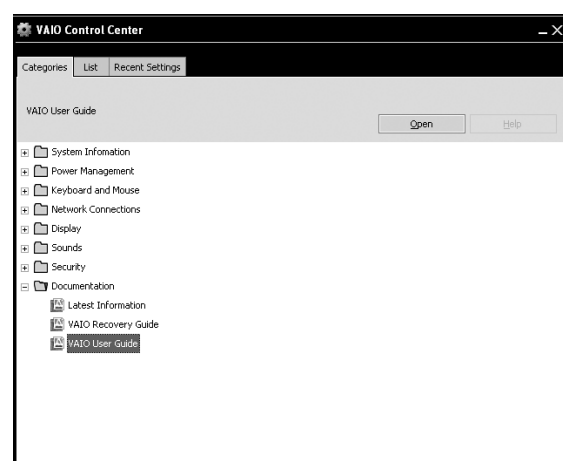 VAIO Control Center
Categories List Recent Settings
VAIO User Guide
Open Help
System Infomation
Power Management
Keyboard and Mouse
Network Connections
Display
Sounds
Security
Documentation
Latest Information
VAIO Recovery Guide
VAIO User Guide